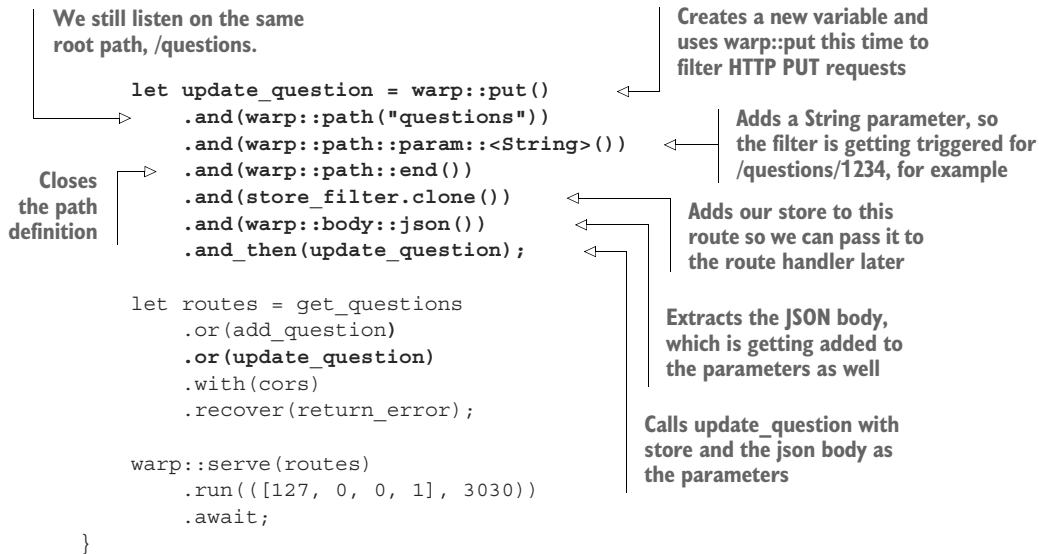 We still listen on the same
root path, /questions.
Creates a new variable and
uses warp::put this time to
filter HTTP PUT requests
let update_question = warp::put()
.and(warp::path("questions"))
.and(warp::path::param::<String>())
.and(warp::path::end())
.and(store_filter.clone())
.and(warp::body::json())
.and_then(update_question);
Adds a String parameter, so
the filter is getting triggered for
/questions/1234, for example
Closes
the path
definition
Adds our store to this
route so we can pass it to
the route handler later
let routes = get_questions
.or(add_question)
.or(update_question)
.with(cors)
.recover(return_error);
Extracts the JSON body,
which is getting added to
the parameters as well
Calls update_question with
store and the json body as
the parameters
warp::serve(routes)
.run(([127, 0, 0, 1], 3030))
.await;
}